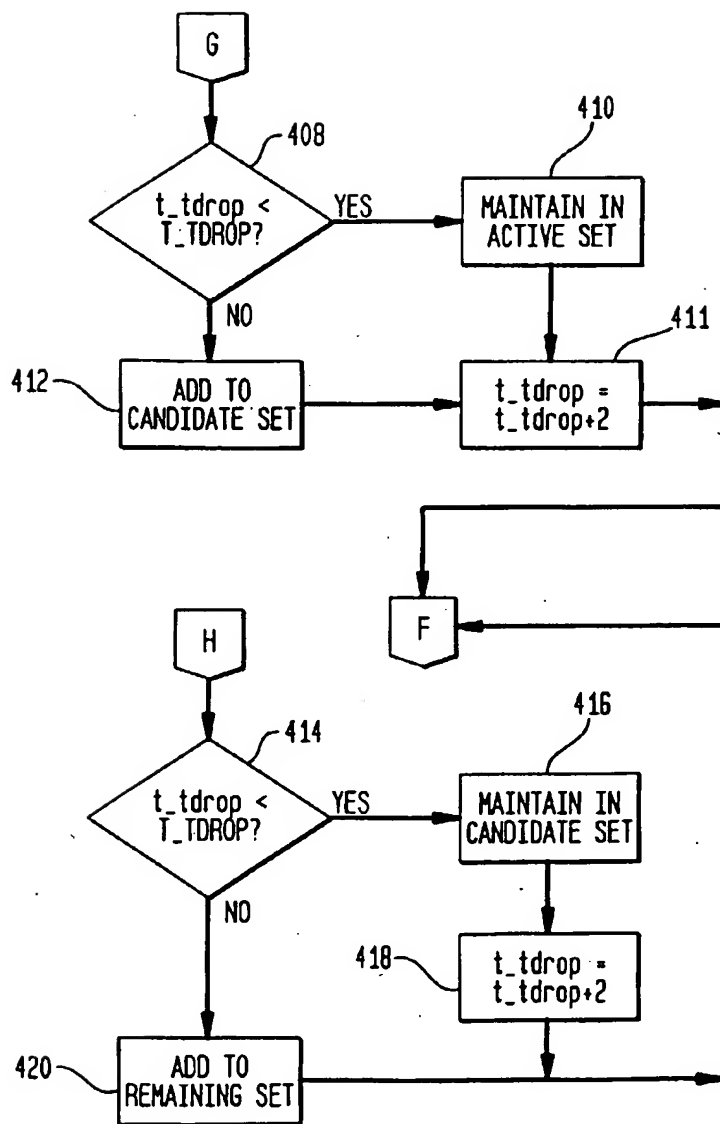 G
408
410
t_tdrop <
T_TDROP?
YES
MAINTAIN IN
ACTIVE SET
NO
411
412
ADD TO
CANDIDATE SET
t_tdrop =
t_tdrop+2
F
H
414
416
t_tdrop <
T_TDROP?
YES
MAINTAIN IN
CANDIDATE SET
NO
418
t_tdrop =
t_tdrop+2
420
ADD TO
REMAINING SET